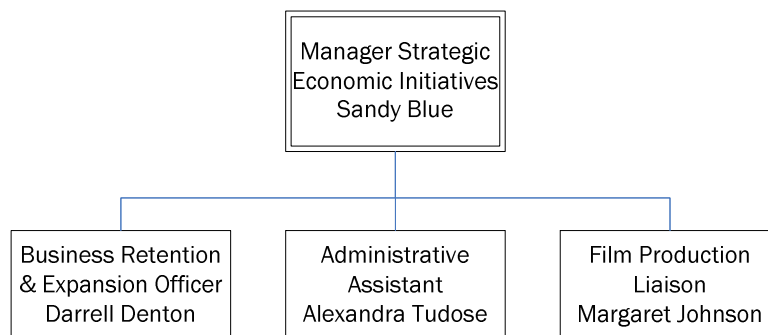 Manager Strategic
Economic Initiatives
Sandy Blue
Business Retention
& Expansion Officer
Darrell Denton
Administrative
Assistant
Alexandra Tudose
Film Production
Liaison
Margaret Johnson